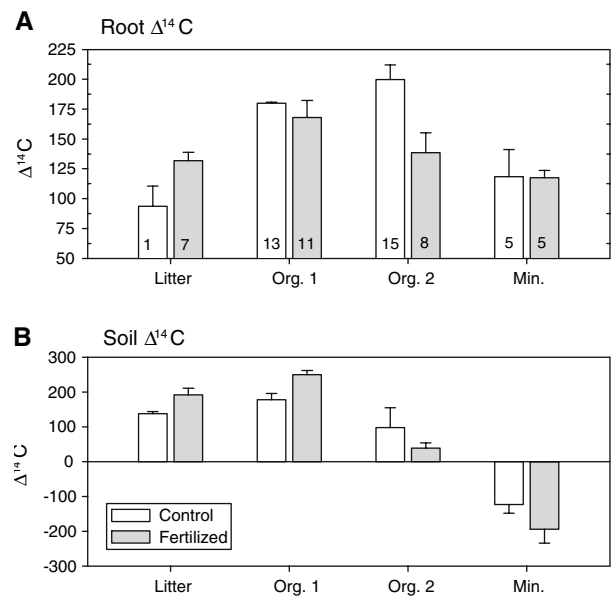 A Root Δ¹⁴C
225
200
175
150
125
100
75
50
Δ¹⁴C
1 7 13 11 15 8 5 5
Litter Org. 1 Org. 2 Min.
B Soil Δ¹⁴C
300
200
100
0
-100
-200
-300
Δ¹⁴C
Control
Fertilized
Litter Org. 1 Org. 2 Min.